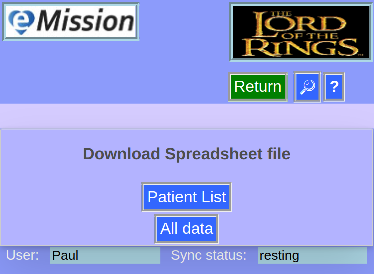 eMission
THE
LORD
OF THE
RINGS
Return
?
Download Spreadsheet file
Patient List
All data
User: Paul Sync status: resting